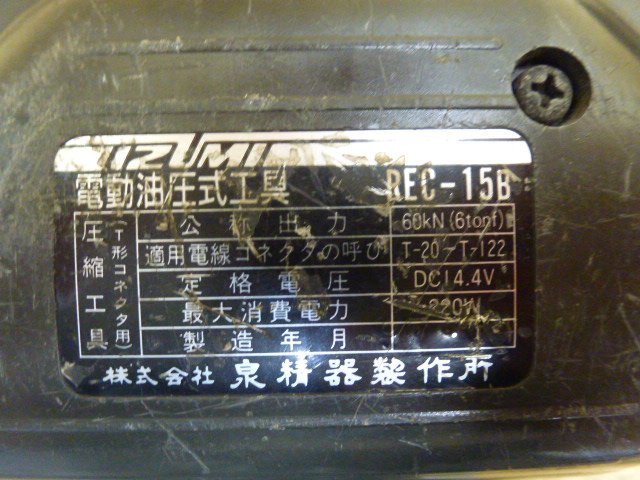 IZUMI
電動油圧式工具 REC-15B
圧縮工具
(T形コネクタ用)
公称出力 60kN(6tonf)
適用電線コネクタの呼び T-20~T-122
定格電圧 DC14.4V
最大消費電力 220W
製造年月
株式会社 泉精器製作所